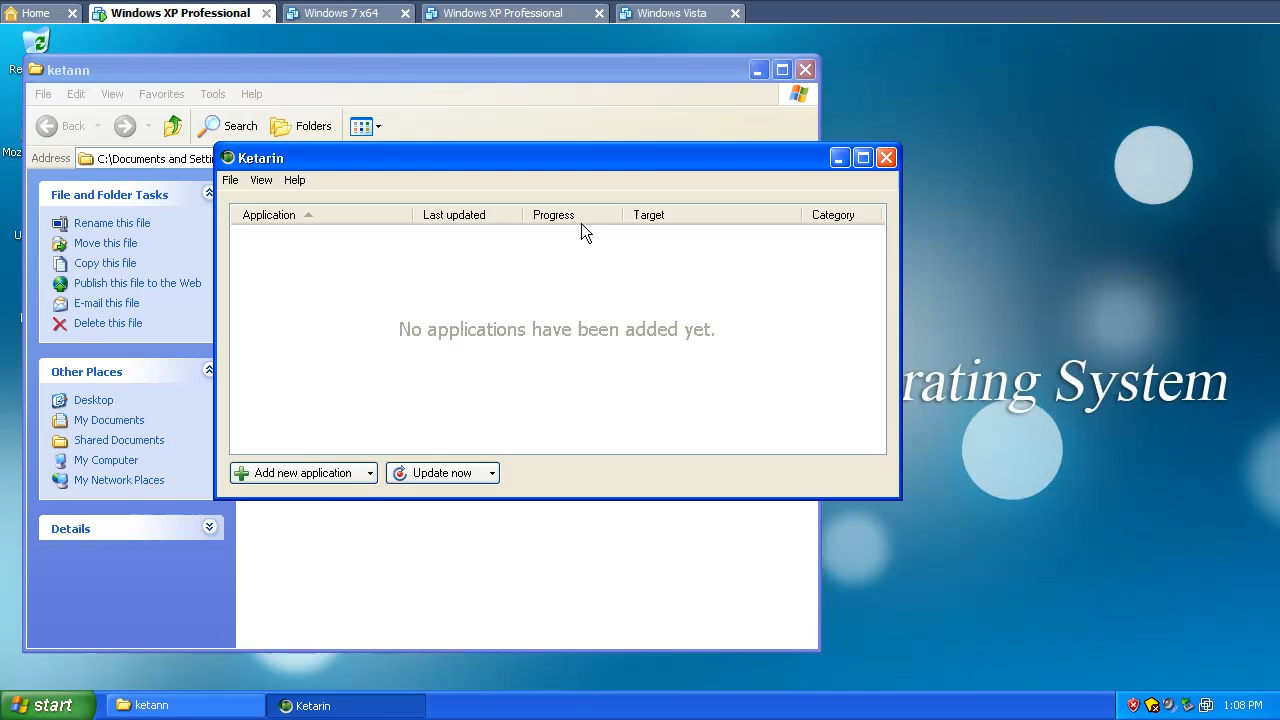 Home
Windows XP Professional
Windows 7 x64
Windows XP Professional
Windows Vista
Re
ketann
File Edit View Favorites Tools Help
Back Search Folders
Moz
Address C:\Documents and Setti
Ketarin
File View Help
Application Last updated Progress Target Category
No applications have been added yet.
Add new application Update now
File and Folder Tasks
Rename this file
Move this file
Copy this file
Publish this file to the Web
E-mail this file
Delete this file
Other Places
Desktop
My Documents
Shared Documents
My Computer
My Network Places
Details
U
rating System
start
ketann
Ketarin
1:08 PM